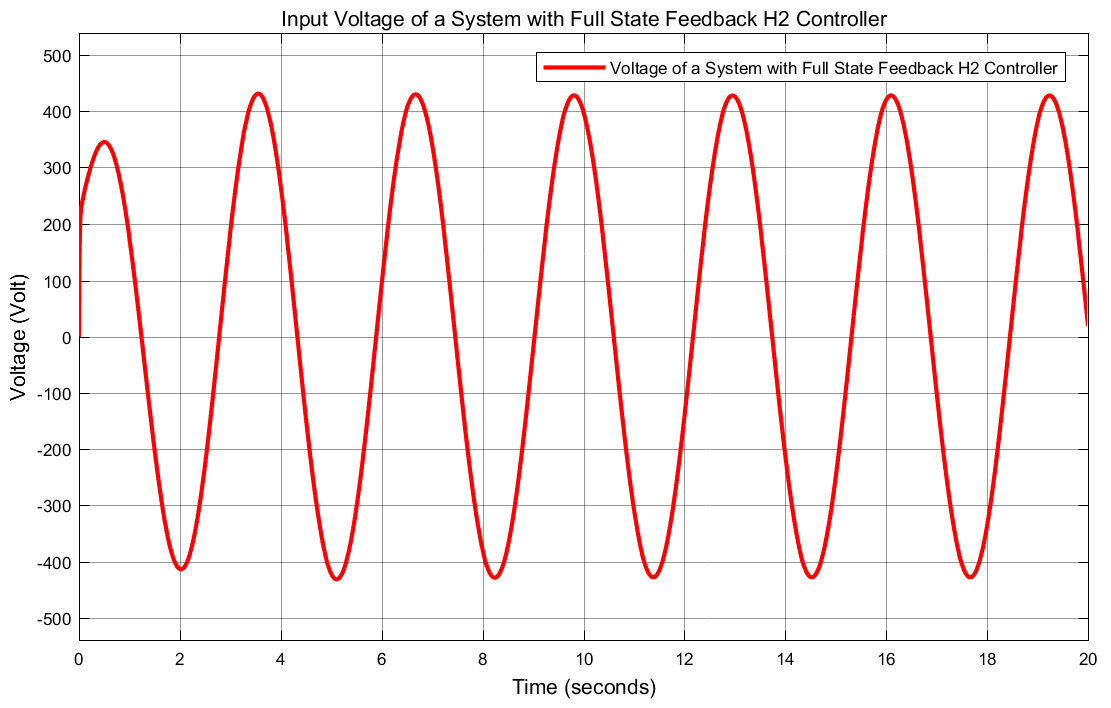 Input Voltage of a System with Full State Feedback H2 Controller
Voltage of a System with Full State Feedback H2 Controller
500
400
300
200
100
0
-100
-200
-300
-400
-500
Voltage (Volt)
0 2 4 6 8 10 12 14 16 18 20
Time (seconds)